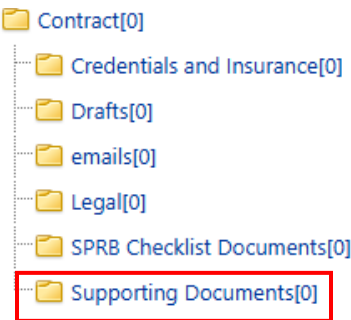 Contract[0]
Credentials and Insurance[0]
Drafts[0]
emails[0]
Legal[0]
SPRB Checklist Documents[0]
Supporting Documents[0]